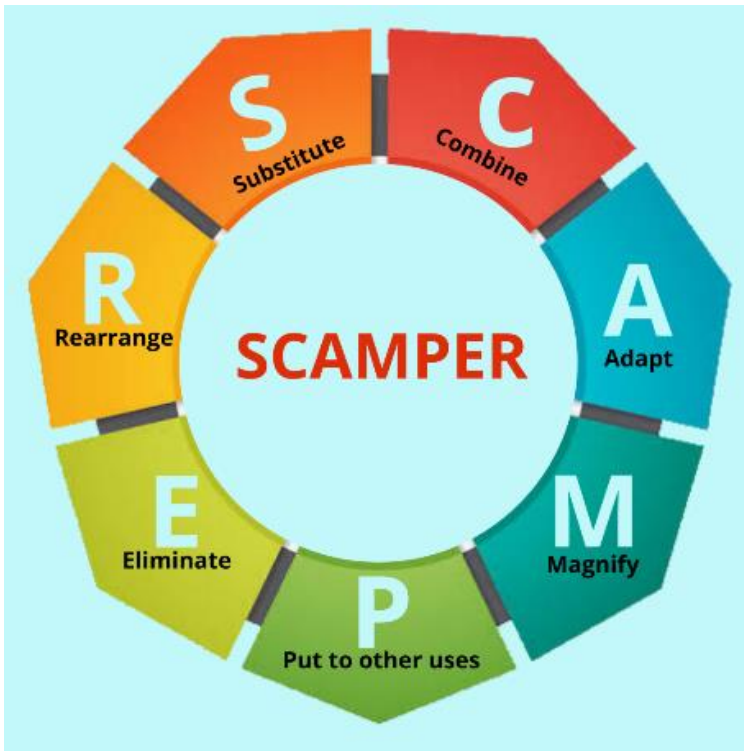 SCAMPER
S
Substitute
C
Combine
A
Adapt
M
Magnify
P
Put to other uses
E
Eliminate
R
Rearrange